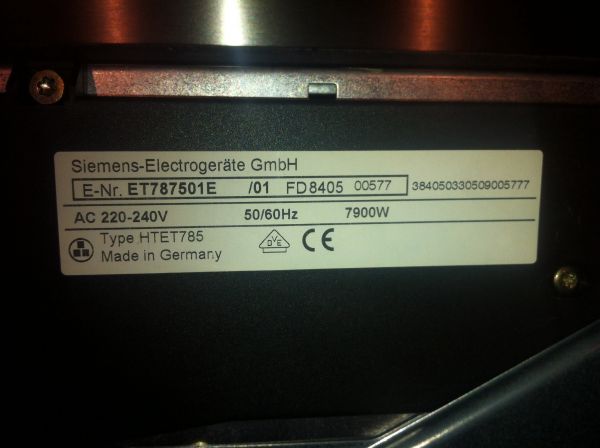 Siemens-Electrogeräte GmbH
E-Nr. ET787501E /01 FD 8405 00577 384050330509005777
AC 220-240V 50/60Hz 7900W
Type HTET785 DVE CE
Made in Germany